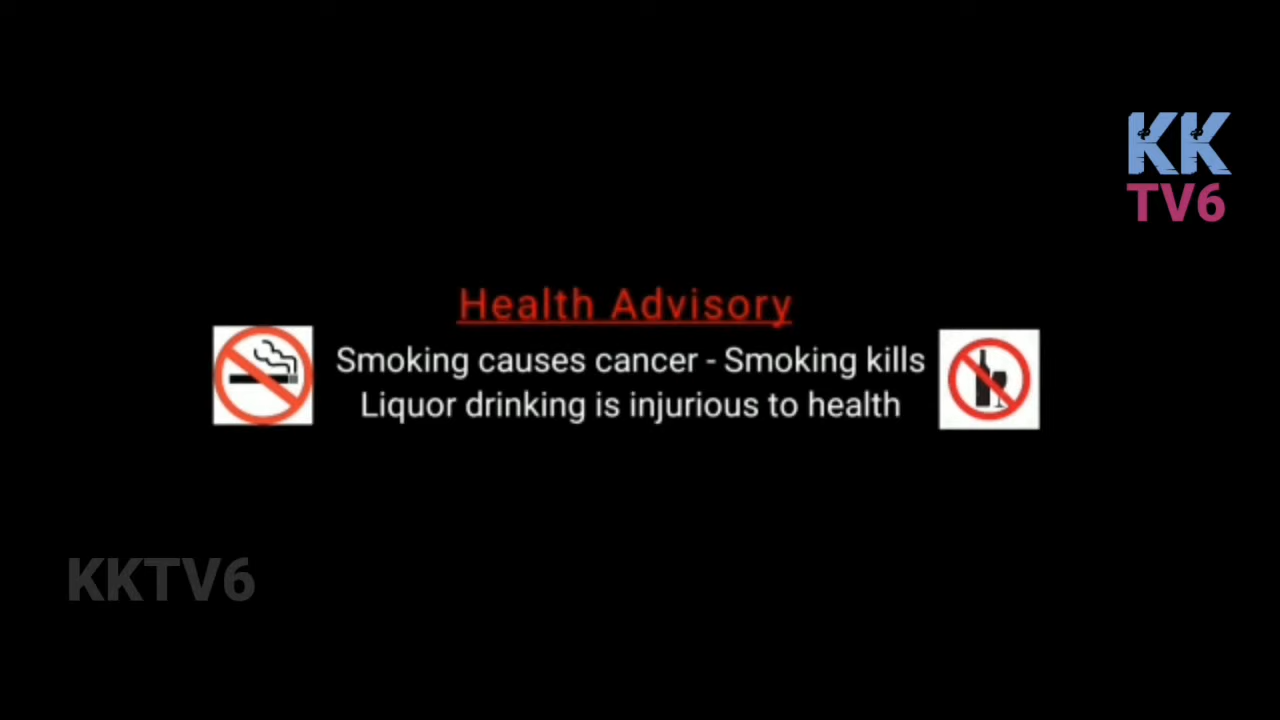 KK
TV6
Health Advisory
Smoking causes cancer - Smoking kills
Liquor drinking is injurious to health
KKTV6